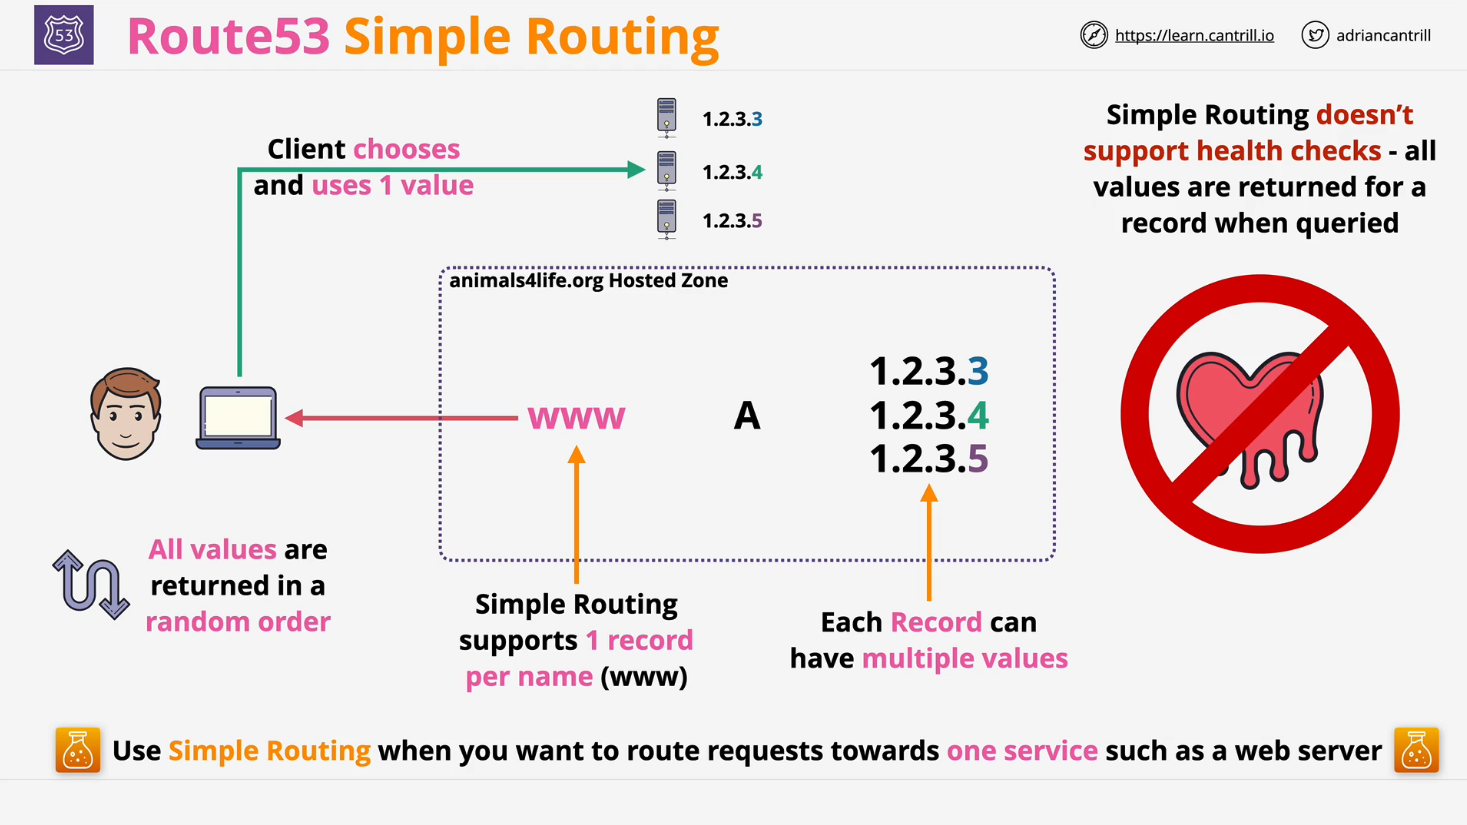 53
Route53 Simple Routing
https://learn.cantrill.io
adriancantrill
1.2.3.3
1.2.3.4
1.2.3.5
Client chooses
and uses 1 value
Simple Routing doesn't
support health checks - all
values are returned for a
record when queried
animals4life.org Hosted Zone
www
A
1.2.3.3
1.2.3.4
1.2.3.5
All values are
returned in a
random order
Simple Routing
supports 1 record
per name (www)
Each Record can
have multiple values
Use Simple Routing when you want to route requests towards one service such as a web server